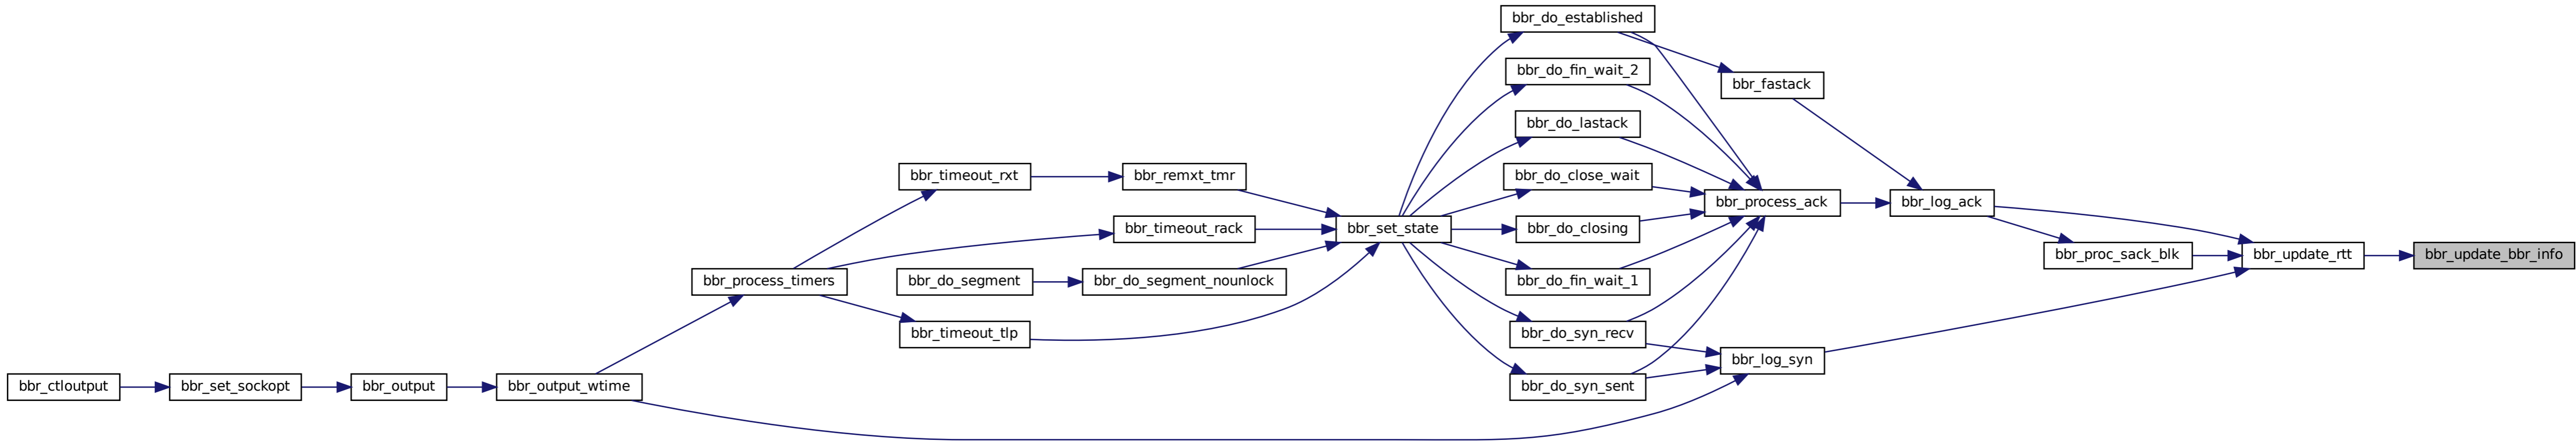 bbr_do_established
bbr_do_fin_wait_2
bbr_fastack
bbr_do_lastack
bbr_timeout_rxt
bbr_remxt_tmr
bbr_do_close_wait
bbr_process_ack
bbr_log_ack
bbr_timeout_rack
bbr_set_state
bbr_do_closing
bbr_proc_sack_blk
bbr_update_rtt
bbr_update_bbr_info
bbr_process_timers
bbr_do_segment
bbr_do_segment_nounlock
bbr_do_fin_wait_1
bbr_timeout_tlp
bbr_do_syn_recv
bbr_log_syn
bbr_ctloutput
bbr_set_sockopt
bbr_output
bbr_output_wtime
bbr_do_syn_sent